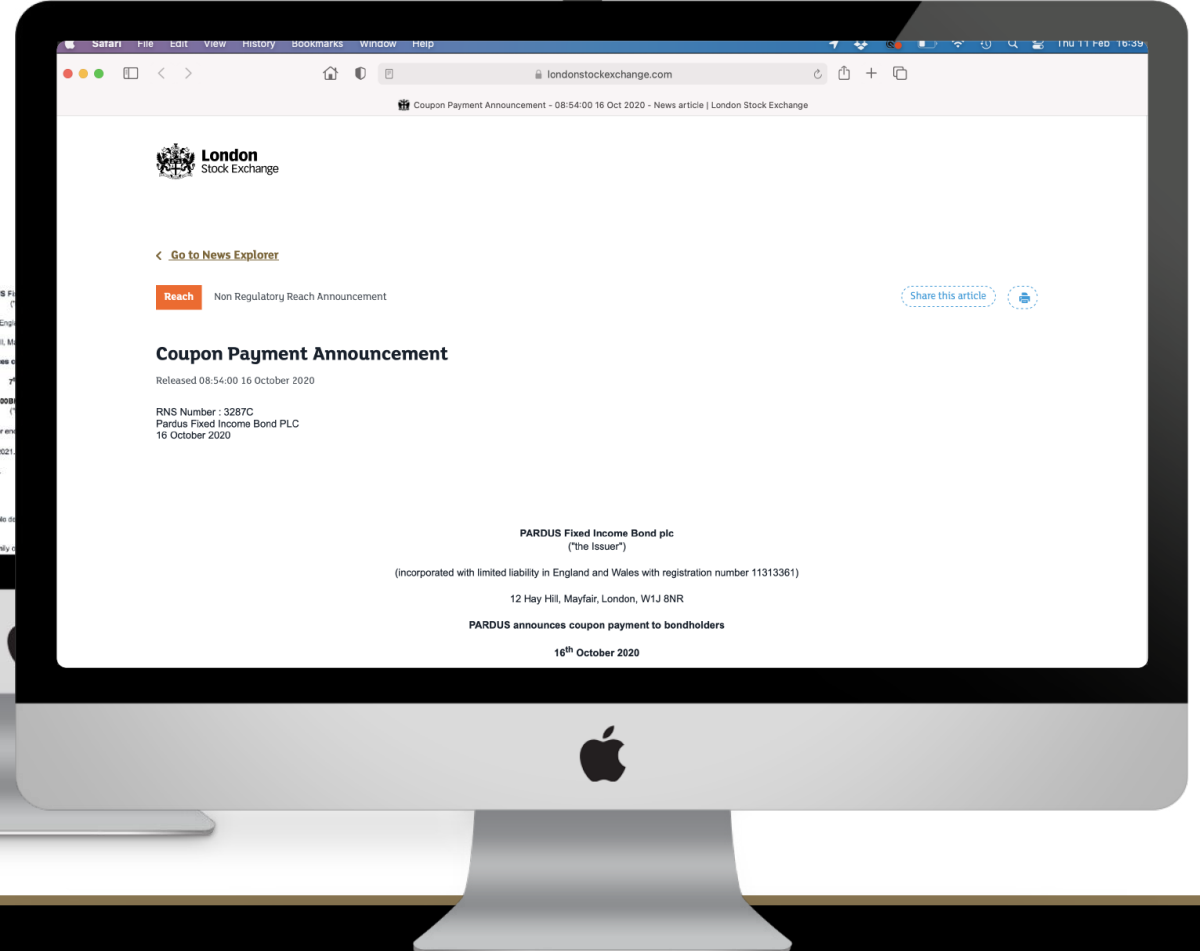 Safari File Edit View History Bookmarks Window Help Thu 11 Feb 16:39
londonstockexchange.com
Coupon Payment Announcement - 08:54:00 16 Oct 2020 - News article | London Stock Exchange
London
Stock Exchange
Go to News Explorer
Reach Non Regulatory Reach Announcement Share this article
Coupon Payment Announcement
Released 08:54:00 16 October 2020
RNS Number : 3287C
Pardus Fixed Income Bond PLC
16 October 2020
PARDUS Fixed Income Bond plc
("the Issuer")
(incorporated with limited liability in England and Wales with registration number 11313361)
12 Hay Hill, Mayfair, London, W1J 8NR
PARDUS announces coupon payment to bondholders
16th October 2020